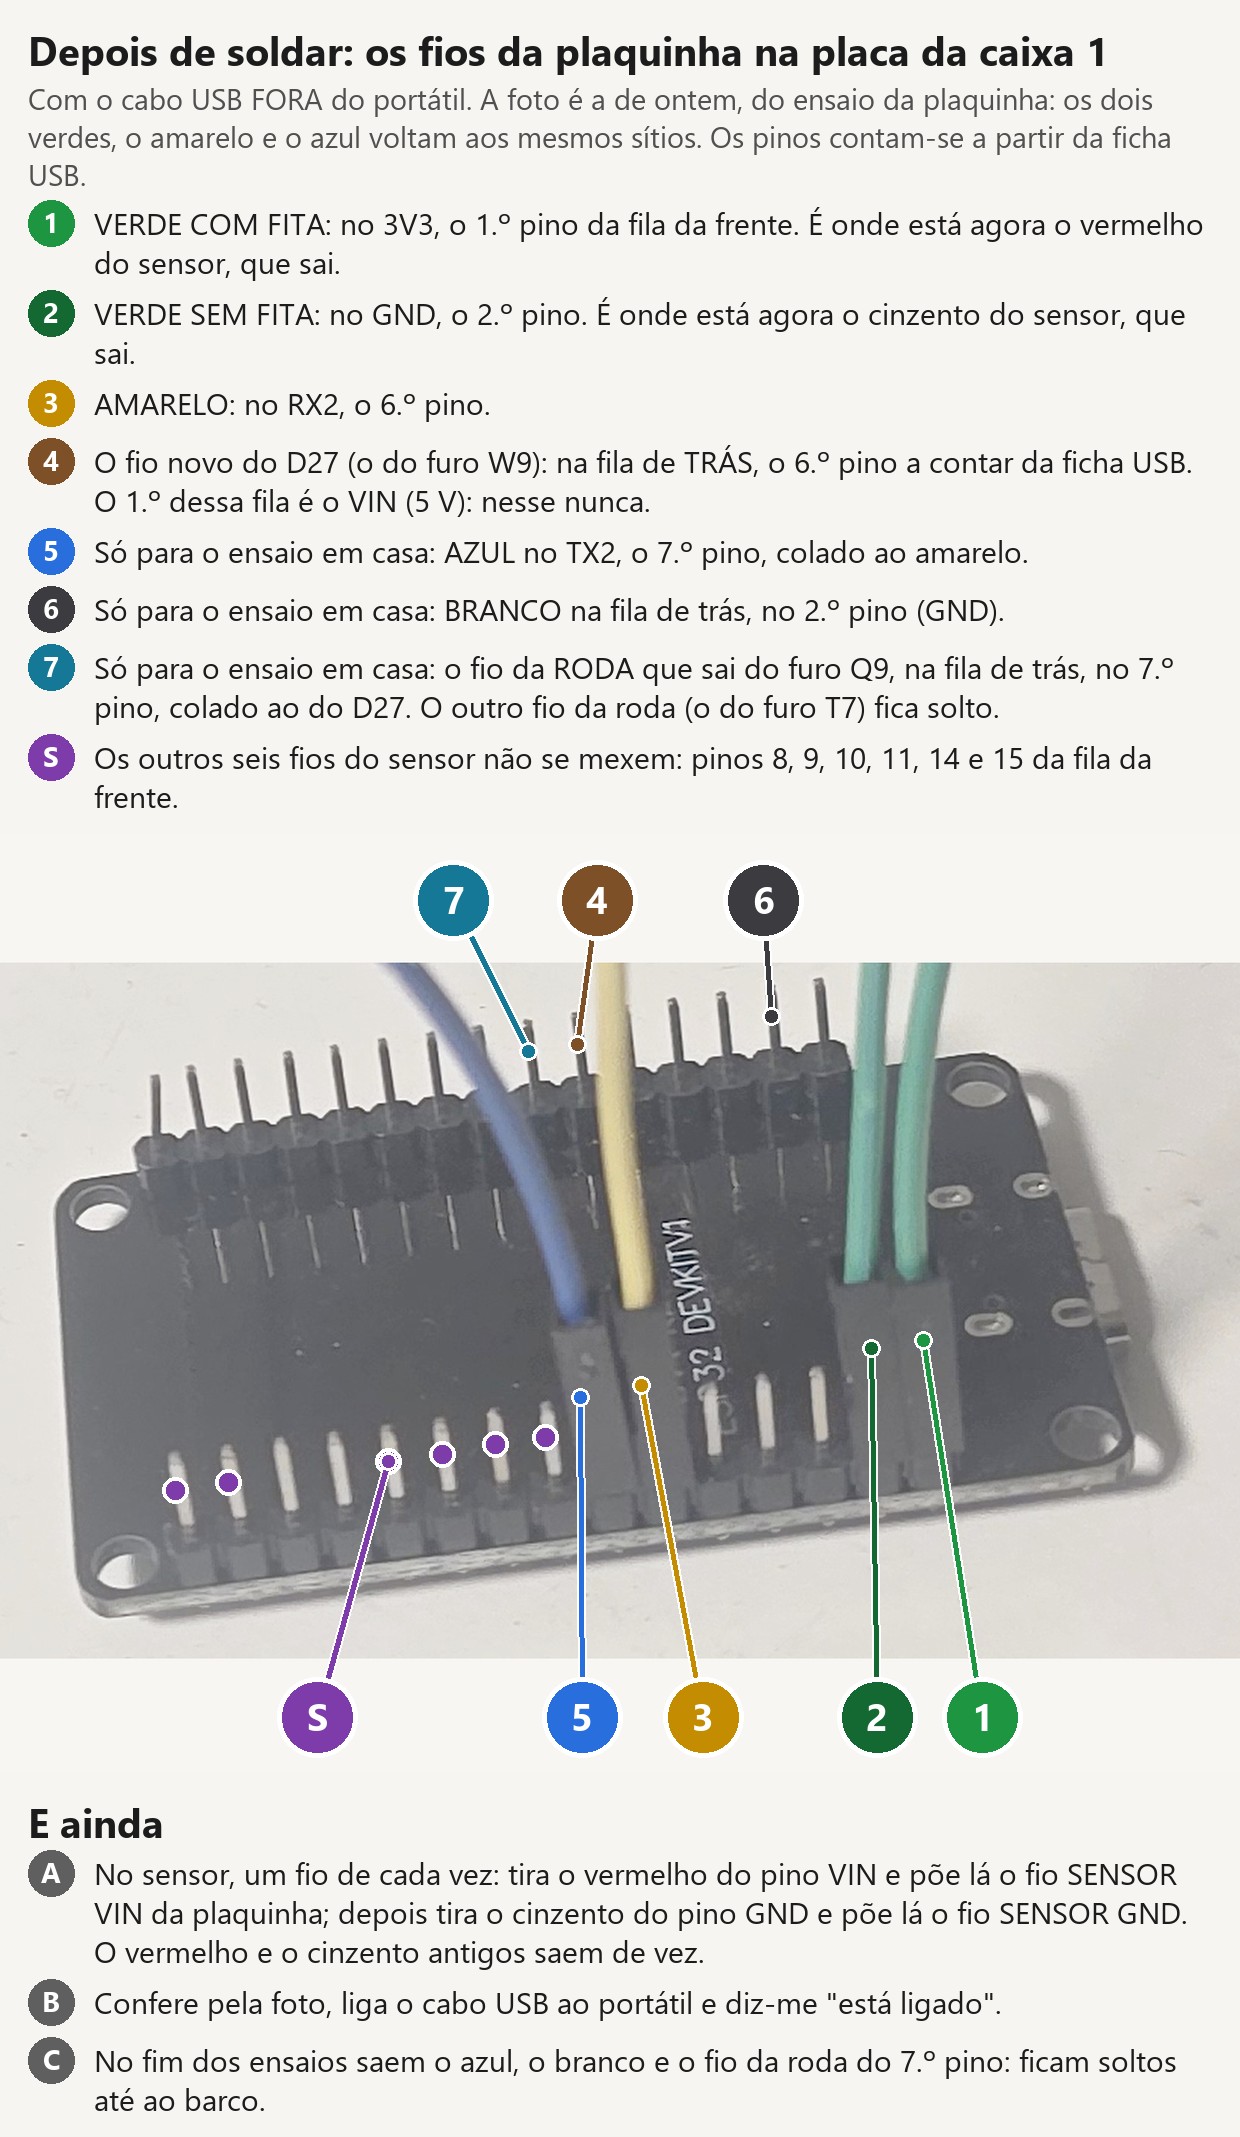 Depois de soldar: os fios da plaquinha na placa da caixa 1
Com o cabo USB FORA do portátil. A foto é a de ontem, do ensaio da plaquinha: os dois
verdes, o amarelo e o azul voltam aos mesmos sítios. Os pinos contam-se a partir da ficha
USB.
1 VERDE COM FITA: no 3V3, o 1.º pino da fila da frente. É onde está agora o vermelho
do sensor, que sai.
2 VERDE SEM FITA: no GND, o 2.º pino. É onde está agora o cinzento do sensor, que
sai.
3 AMARELO: no RX2, o 6.º pino.
4 O fio novo do D27 (o do furo W9): na fila de TRÁS, o 6.º pino a contar da ficha USB.
O 1.º dessa fila é o VIN (5 V): nesse nunca.
5 Só para o ensaio em casa: AZUL no TX2, o 7.º pino, colado ao amarelo.
6 Só para o ensaio em casa: BRANCO na fila de trás, no 2.º pino (GND).
7 Só para o ensaio em casa: o fio da RODA que sai do furo Q9, na fila de trás, no 7.º
pino, colado ao do D27. O outro fio da roda (o do furo T7) fica solto.
S Os outros seis fios do sensor não se mexem: pinos 8, 9, 10, 11, 14 e 15 da fila da
frente.
7 4 6
ESP32 DEVKITV1
S 5 3 2 1
E ainda
A No sensor, um fio de cada vez: tira o vermelho do pino VIN e põe lá o fio SENSOR
VIN da plaquinha; depois tira o cinzento do pino GND e põe lá o fio SENSOR GND.
O vermelho e o cinzento antigos saem de vez.
B Confere pela foto, liga o cabo USB ao portátil e diz-me "está ligado".
C No fim dos ensaios saem o azul, o branco e o fio da roda do 7.º pino: ficam soltos
até ao barco.